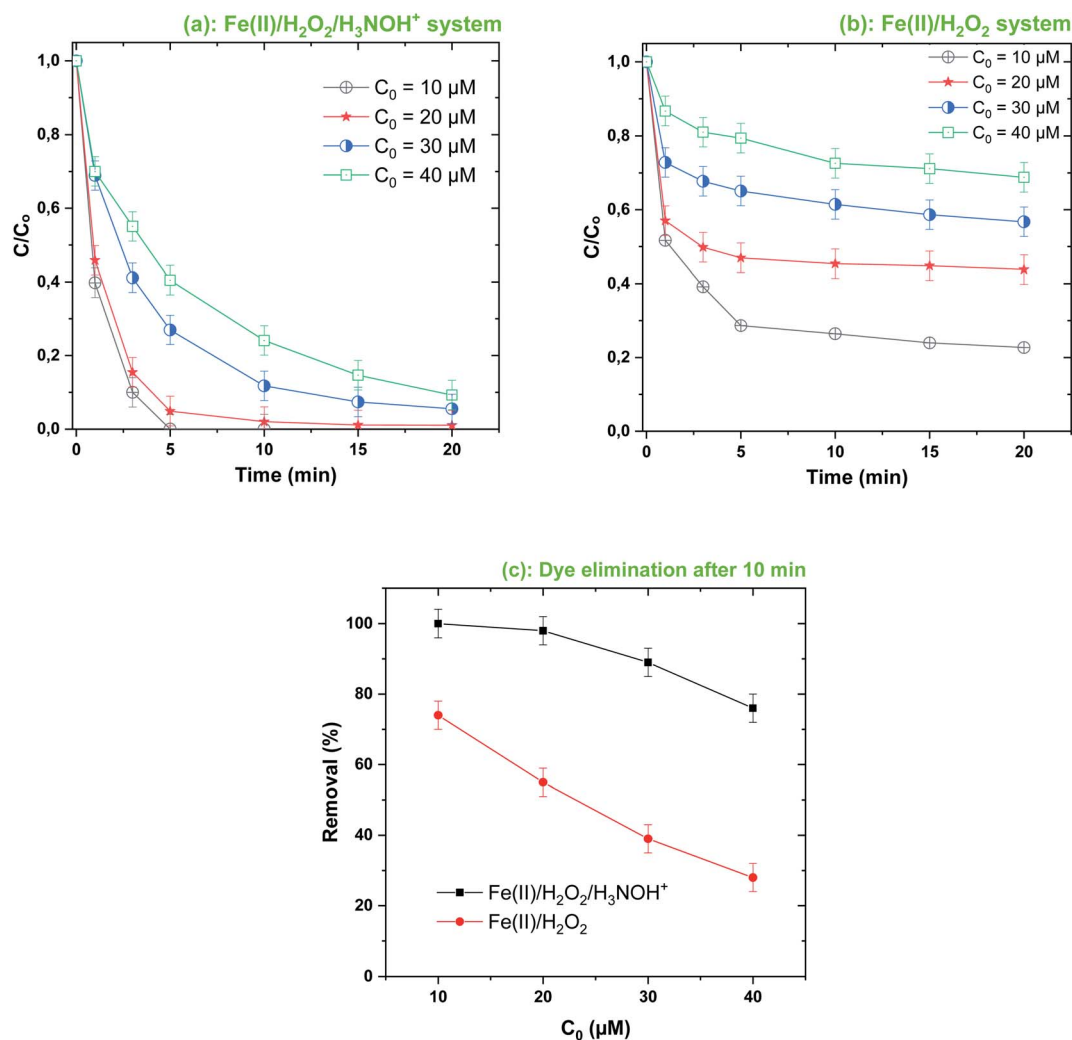 (a): Fe(II)/H₂O₂/H₃NOH⁺ system
1,0
0,8
0,6
0,4
0,2
0,0
C/C₀
0
5
10
15
20
Time (min)
C₀ = 10 µM
C₀ = 20 µM
C₀ = 30 µM
C₀ = 40 µM
(b): Fe(II)/H₂O₂ system
1,0
0,8
0,6
0,4
0,2
0,0
C/C₀
0
5
10
15
20
Time (min)
C₀ = 10 µM
C₀ = 20 µM
C₀ = 30 µM
C₀ = 40 µM
(c): Dye elimination after 10 min
100
80
60
40
20
0
Removal (%)
Fe(II)/H₂O₂/H₃NOH⁺
Fe(II)/H₂O₂
10
20
30
40
C₀ (µM)